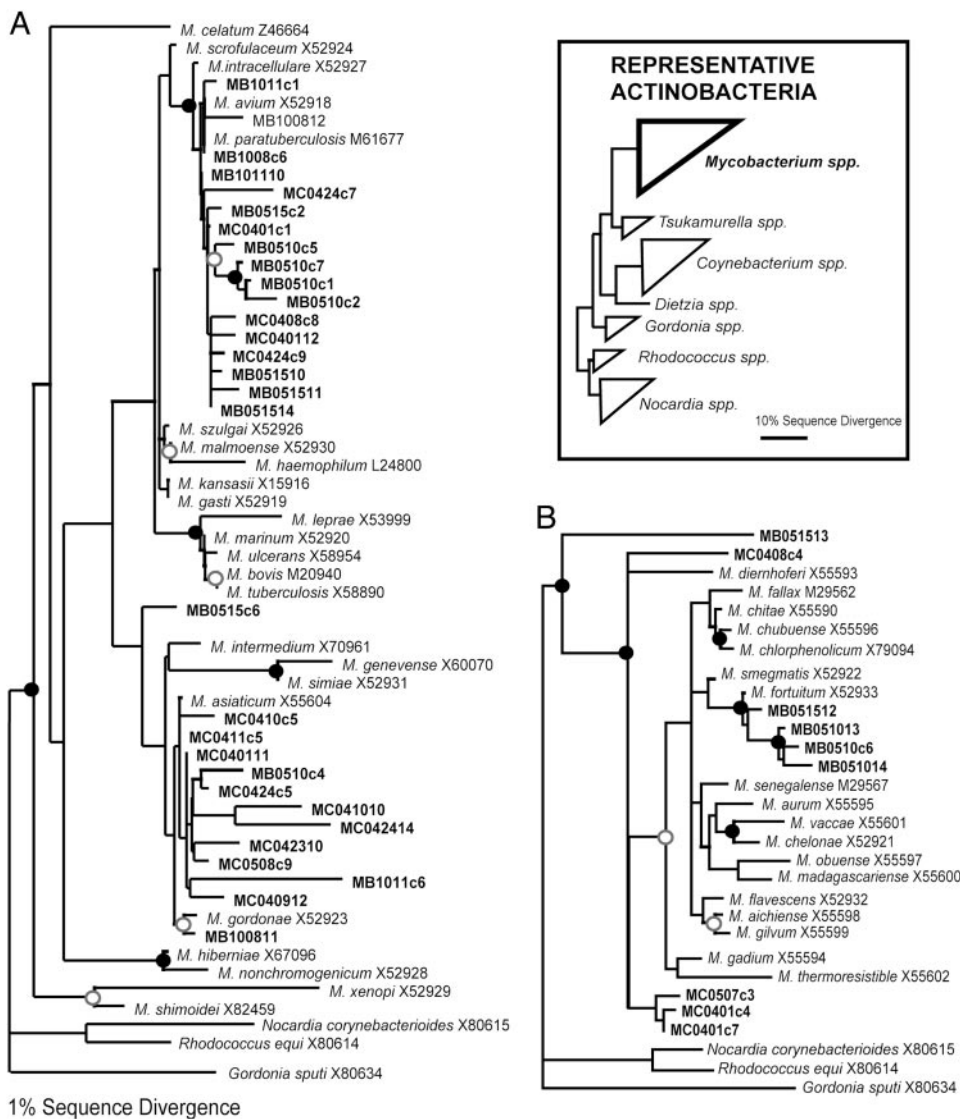 A
M. celatum Z46664
M. scrofulaceum X52924
M.intracellulare X52927
MB1011c1
M. avium X52918
MB100812
M. paratuberculosis M61677
MB1008c6
MB101110
MC0424c7
MB0515c2
MC0401c1
MB0510c5
MB0510c7
MB0510c1
MB0510c2
MC0408c8
MC040112
MC0424c9
MB051510
MB051511
MB051514
M. szulgai X52926
M. malmoense X52930
M. haemophilum L24800
M. kansasii X15916
M. gasti X52919
M. leprae X53999
M. marinum X52920
M. ulcerans X58954
M. bovis M20940
M. tuberculosis X58890
MB0515c6
M. intermedium X70961
M. genevense X60070
M. simiae X52931
M. asiaticum X55604
MC0410c5
MC0411c5
MC040111
MB0510c4
MC0424c5
MC041010
MC042414
MC042310
MC0508c9
MB1011c6
MC040912
M. gordonae X52923
MB100811
M. hiberniae X67096
M. nonchromogenicum X52928
M. xenopi X52929
M. shimoidei X82459
Nocardia corynebacterioides X80615
Rhodococcus equi X80614
Gordonia sputi X80634
1% Sequence Divergence
REPRESENTATIVE
ACTINOBACTERIA
Mycobacterium spp.
Tsukamurella spp.
Coynebacterium spp.
Dietzia spp.
Gordonia spp.
Rhodococcus spp.
Nocardia spp.
10% Sequence Divergence
B
MB051513
MC0408c4
M. diernhoferi X55593
M. fallax M29562
M. chitae X55590
M. chubuense X55596
M. chlorphenolicum X79094
M. smegmatis X52922
M. fortuitum X52933
MB051512
MB051013
MB0510c6
MB051014
M. senegalense M29567
M. aurum X55595
M. vaccae X55601
M. chelonae X52921
M. obuense X55597
M. madagascariense X55600
M. flavescens X52932
M. aichiense X55598
M. gilvum X55599
M. gadium X55594
M. thermoresistible X55602
MC0507c3
MC0401c4
MC0401c7
Nocardia corynebacterioides X80615
Rhodococcus equi X80614
Gordonia sputi X80634